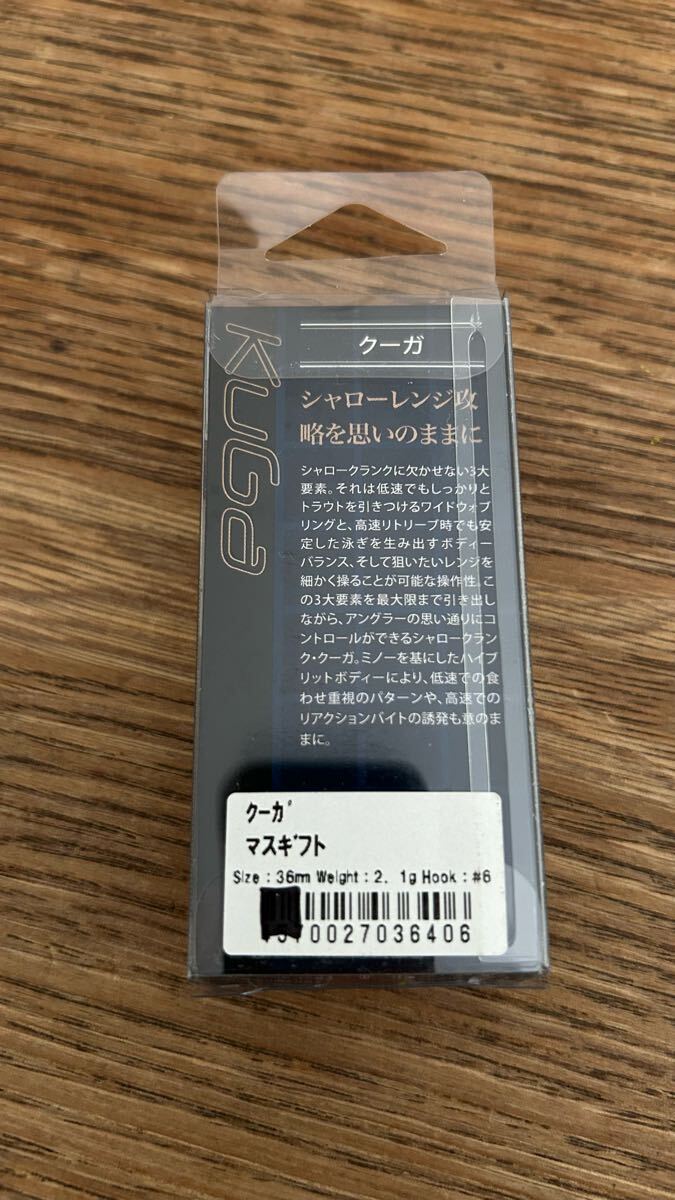 クーガ
KUGa
シャローレンジ攻
略を思いのままに
シャロークランクに欠かせない3大
要素。それは低速でもしっかりと
トラウトを引きつけるワイドウォブ
リングと、高速リトリーブ時でも安
定した泳ぎを生み出すボディー
バランス、そして狙いたいレンジを
細かく操ることが可能な操作性。こ
の3大要素を最大限まで引き出し
ながら、アングラーの思い通りにコ
ントロールができるシャロークラン
ク・クーガ。ミノーを基にしたハイブ
リットボディーにより、低速での食
わせ重視のパターンや、高速での
リアクションバイトの誘発も意のま
まに。
クーガ
マスギフト
Size : 36mm Weight : 2. 1g Hook : #6
0027036406